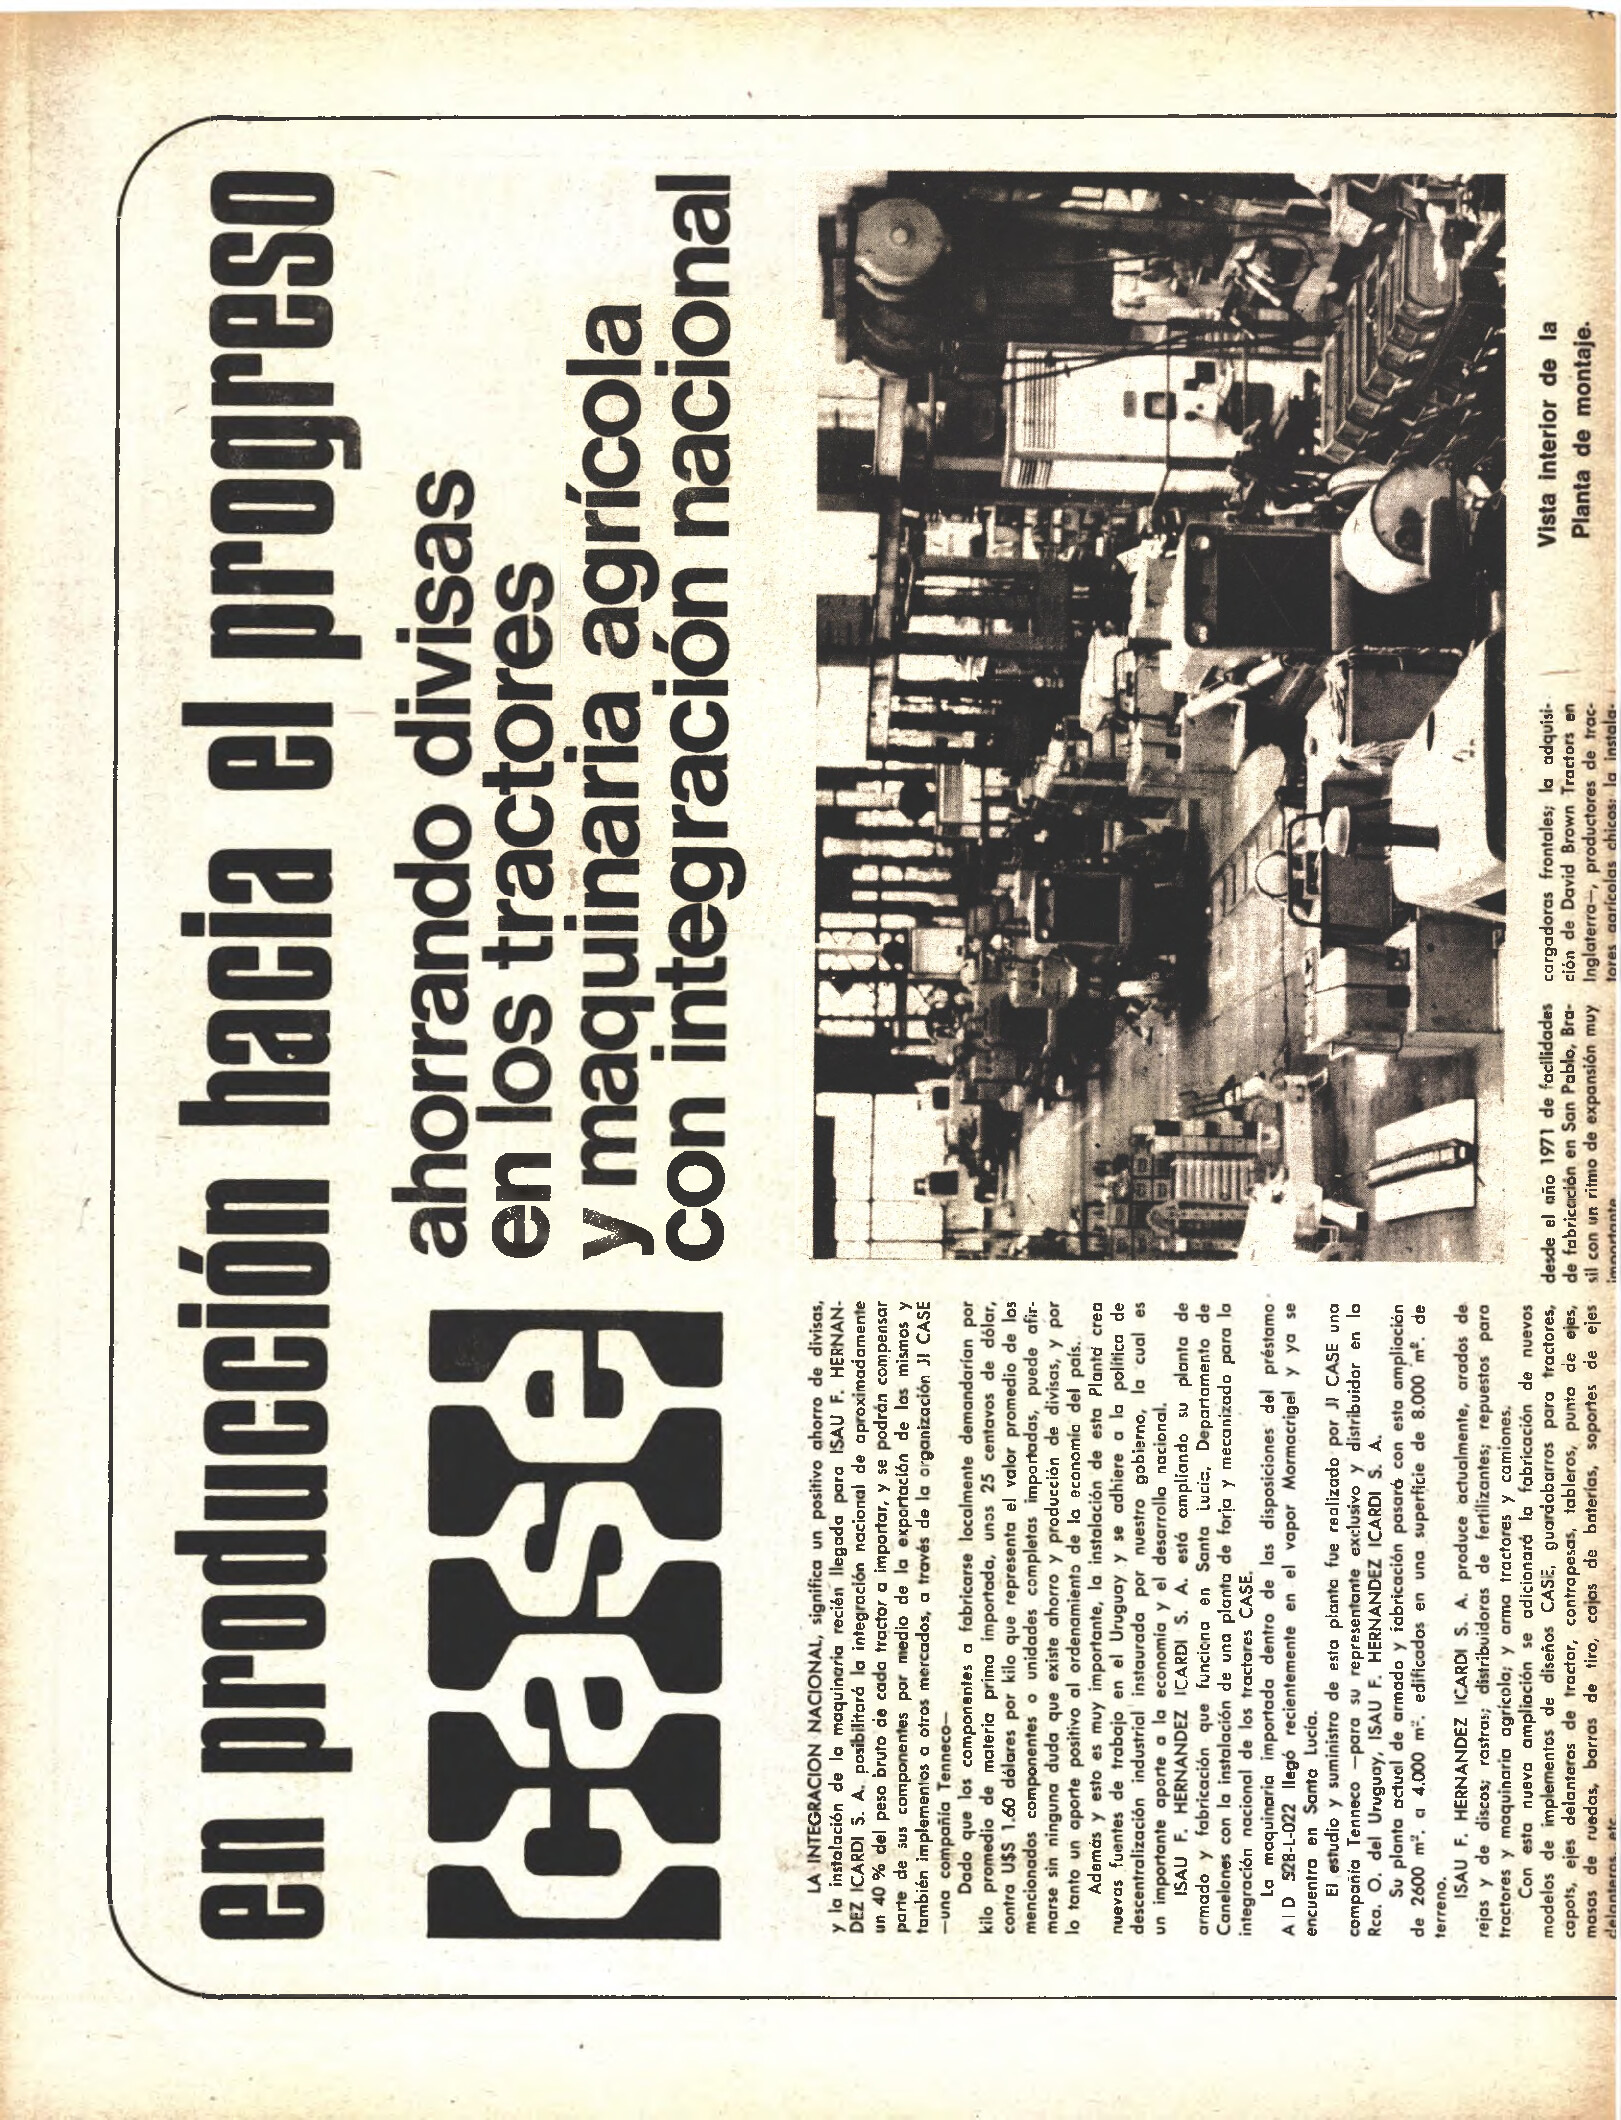 en producción hacia el progreso
case
ahorrando divisas
en los tractores
y maquinaria agrícola
con integración nacional
LA INTEGRACION NACIONAL, significa un positivo ahorro de divisas,
y la instalación de la maquinaria recién llegada para ISAU F. HERNAN-
DEZ ICARDI S. A. posibilitará la integración nacional de aproximadamente
un 40 % del peso bruto de cada tractor a importar, y se podrán compensar
parte de sus componentes por medio de la exportación de los mismos y
también implementos a otros mercados, a través de la organización JI CASE
—una compañía Tenneco—
Dado que los componentes a fabricarse localmente demandarían por
kilo promedio de materia prima importada, unos 25 centavos de dólar,
contra U$S 1.60 dólares por kilo que representa el valor promedio de los
mencionados componentes o unidades completas importadas, puede afir-
marse sin ninguna duda que existe ahorro y producción de divisas, y por
lo tanto un aporte positivo al ordenamiento de la economía del país.
Además y esto es muy importante, la instalación de esta Planta crea
nuevas fuentes de trabajo en el Uruguay y se adhiere a la política de
descentralización industrial instaurada por nuestro gobierno, la cual es
un importante aporte a la economía y el desarrollo nacional.
ISAU F. HERNANDEZ ICARDI S. A. está ampliando su planta de
armado y fabricación que funciona en Santa Lucía, Departamento de
Canelones con la instalación de una planta de forja y mecanizado para la
integración nacional de los tractores CASE.
La maquinaria importada dentro de las disposiciones del préstamo
A I D 528-L-022 llegó recientemente en el vapor Mormacrigel y ya se
encuentra en Santa Lucía.
El estudio y suministro de esta planta fue realizado por JI CASE una
compañía Tenneco —para su representante exclusivo y distribuidor en la
Rca. O. del Uruguay, ISAU F. HERNANDEZ ICARDI S. A.
Su planta actual de armado y fabricación pasará con esta ampliación
de 2600 m². a 4.000 m². edificados en una superficie de 8.000 m². de
terreno.
ISAU F. HERNANDEZ ICARDI S. A. produce actualmente, arados de
rejas y de discos; rastras; distribuidoras de fertilizantes; repuestos para
tractores y maquinaria agrícola; y arma tractores y camiones.
Con esta nueva ampliación se adicionará la fabricación de nuevos
modelos de implementos de diseños CASE, guardabarros para tractores,
capots, ejes delanteros de tractor, contrapesas, tableros, punta de ejes,
masas de ruedas, barras de tiro, cajas de baterías, soportes de ejes
delanteros, etc.
desde el año 1971 de facilidades
de fabricación en San Pablo, Bra-
sil con un ritmo de expansión muy
importante
cargadoras frontales; la adquisi-
ción de David Brown Tractors en
Inglaterra—, productores de trac-
tores agrícolas chicos; la instala-
Vista interior de la
Planta de montaje.